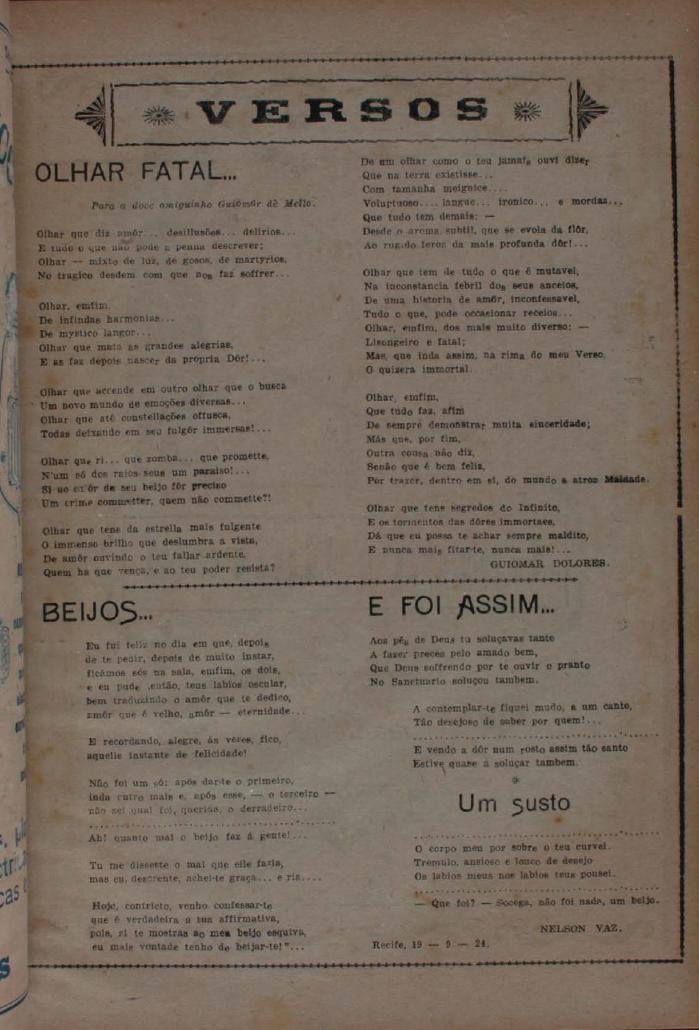 VERSOS
OLHAR FATAL...
Para a doce amiguinha Guiomar de Mello.
Olhar que diz amôr... desillusões... delirios...
E tudo o que não pode a penna descrever;
Olhar — mixto de luz, de gosos, de martyrios,
No tragico desdem com que nos faz soffrer...
Olhar, emfim,
De infindas harmonias...
De mystico langor...
Olhar que mata as grandes alegrias,
E as faz depois nascer da propria Dôr!...
Olhar que accende em outro olhar que o busca
Um novo mundo de emoções diversas...
Olhar que até constellações offusca,
Todas deixando em seu fulgôr immersas!...
Olhar que ri... que zomba... que promette,
N'um só dos raios seus um paraiso!...
Si ao calôr de seu beijo fôr preciso
Um crime commetter, quem não commette?!
Olhar que tens da estrella mais fulgente
O immenso brilho que deslumbra a vista,
De amôr ouvindo o teu fallar ardente,
Quem ha que vença, e ao teu poder resista?
De um olhar como o teu jamais ouvi dizer
Que na terra existisse...
Com tamanha meiguice....
Voluptuoso.... langue... ironico... e mordas...
Que tudo tem demais: —
Desde o aroma subtil, que se evola da flôr,
Ao rugido feroz da mais profunda dôr!...
Olhar que tem de tudo o que é mutavel,
Na inconstancia febril dos seus anceios,
De uma historia de amôr, inconfessavel,
Tudo o que, pode occasionar receios...
Olhar, emfim, dos mais muito diverso: —
Lisongeiro e fatal;
Mas, que inda assim, na rima do meu Verso,
O quizera immortal.
Olhar, emfim,
Que tudo faz, afim
De sempre demonstrar muita sinceridade;
Más que, por fim,
Outra cousa não diz,
Senão que é bem feliz,
Por trazer, dentro em si, do mundo a atroz Maldade.
Olhar que tens segredos do Infinito,
E os tormentos das dôres immortaes,
Dá que eu possa te achar sempre maldito,
E nunca mais fitar-te, nunca mais!...
GUIOMAR DOLORES.
BEIJOS...
Eu fui feliz no dia em que, depois
de te pedir, depois de muito instar,
ficámos sós na sala, emfim, os dois,
e eu pude ,então, teus labios oscular,
bem traduzindo o amôr que te dedico,
amôr que é velho, amôr — eternidade...
E recordando, alegre, ás vezes, fico,
aquelle instante de felicidade!
Não foi um só: após dar-te o primeiro,
inda outro mais e, após esse, — o terceiro —
não sei qual foi, querida, o derradeiro...
..............................
Ah! quanto mal o beijo faz á gente!...
Tu me disseste o mal que elle fazia,
mas eu, descrente, achei-te graça... e ria....
Hoje, contricto, venho confessar-te
que é verdadeira a tua affirmativa,
pois, si te mostras ao meu beijo esquiva,
eu mais vontade tenho de beijar-te!"...
E FOI ASSIM...
Aos pés de Deus tu soluçavas tanto
A fazer preces pelo amado bem,
Que Deus soffrendo por te ouvir o pranto
No Sanctuario soluçou tambem.
A contemplar-te fiquei mudo, a um canto,
Tão desejoso de saber por quem!...
..............................
E vendo a dôr num rosto assim tão santo
Estive quase a soluçar tambem.
Um susto
..............................
O corpo meu por sobre o teu curvei.
Tremulo, ansioso e louco de desejo
Os labios meus nos labios teus pousei.
..............................
— Que foi? — Socega, não foi nada, um beijo.
NELSON VAZ.
Recife, 19 — 9 — 24.